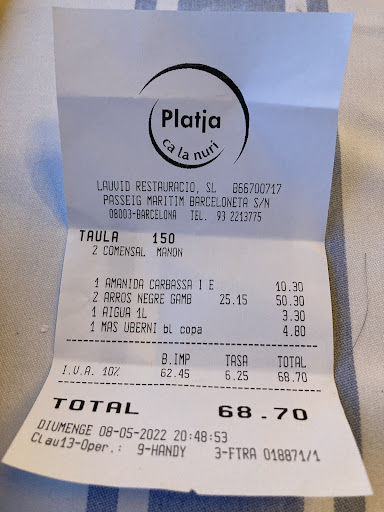 Platja
ca la nuri
LAUVID RESTAURACIO, SL B66700717
PASSEIG MARITIM BARCELONETA S/N
08003-BARCELONA TEL. 93 2213775
TAULA 150
2 COMENSAL MANON
1 AMANIDA CARBASSA I E 10.30
2 ARROS NEGRE GAMB 25.15 50.30
1 AIGUA 1L 3.30
1 MAS UBERNI bl copa 4.80
B.IMP TASA TOTAL
I.V.A. 10% 62.45 6.25 68.70
TOTAL 68.70
DIUMENGE 08-05-2022 20:48:53
CLau13-Oper.: 9-HANDY 3-FTRA 018871/1